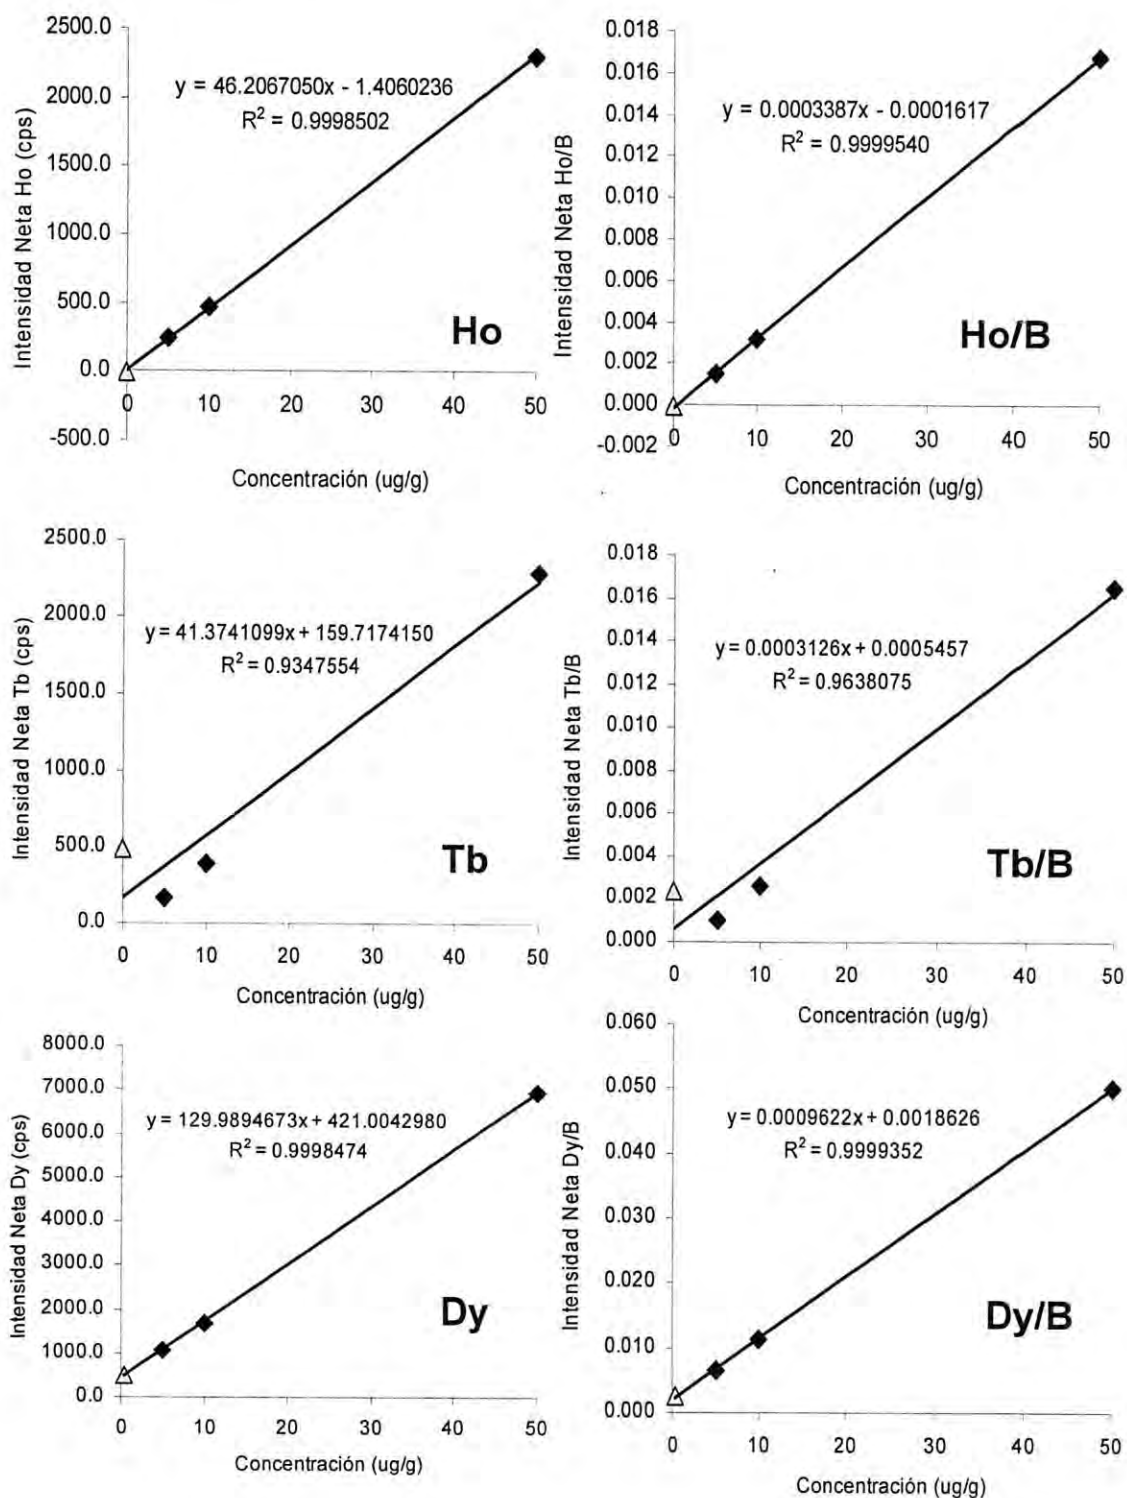 Intensidad Neta Ho (cps)
2500.0
2000.0
1500.0
1000.0
500.0
0.0
-500.0
y = 46.2067050x - 1.4060236
R² = 0.9998502
Ho
0 10 20 30 40 50
Concentración (ug/g)
Intensidad Neta Ho/B
0.018
0.016
0.014
0.012
0.010
0.008
0.006
0.004
0.002
0.000
-0.002
y = 0.0003387x - 0.0001617
R² = 0.9999540
Ho/B
0 10 20 30 40 50
Concentración (ug/g)
Intensidad Neta Tb (cps)
2500.0
2000.0
1500.0
1000.0
500.0
0.0
y = 41.3741099x + 159.7174150
R² = 0.9347554
Tb
0 10 20 30 40 50
Concentración (ug/g)
Intensidad Neta Tb/B
0.018
0.016
0.014
0.012
0.010
0.008
0.006
0.004
0.002
0.000
y = 0.0003126x + 0.0005457
R² = 0.9638075
Tb/B
0 10 20 30 40 50
Concentración (ug/g)
Intensidad Neta Dy (cps)
8000.0
7000.0
6000.0
5000.0
4000.0
3000.0
2000.0
1000.0
0.0
y = 129.9894673x + 421.0042980
R² = 0.9998474
Dy
0 10 20 30 40 50
Concentración (ug/g)
Intensidad Neta Dy/B
0.060
0.050
0.040
0.030
0.020
0.010
0.000
y = 0.0009622x + 0.0018626
R² = 0.9999352
Dy/B
0 10 20 30 40 50
Concentración (ug/g)